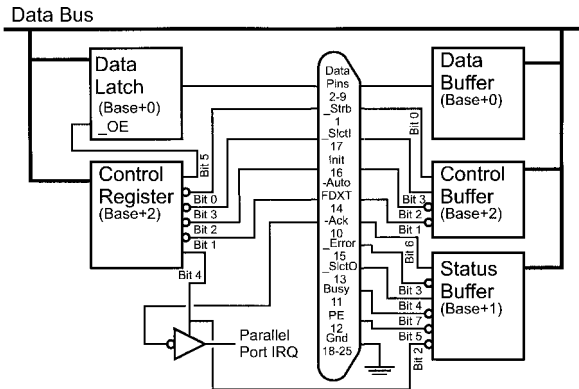 Data Bus
Data
Latch
(Base+0)
_OE
Bit 5
Control
Register
(Base+2)
Bit 0
Bit 3
Bit 2
Bit 1
Bit 4
Parallel
Port IRQ
Data
Pins
2-9
_Strb
1
_Slctl
17
!nit
16
-Auto
FDXT
14
-Ack
10
_Error
15
_SlctO
13
Busy
11
PE
12
Gnd
18-25
Data
Buffer
(Base+0)
Bit 0
Control
Buffer
(Base+2)
Bit 3
Bit 2
Bit 1
Bit 6
Status
Buffer
(Base+1)
Bit 3
Bit 4
Bit 7
Bit 5
Bit 2